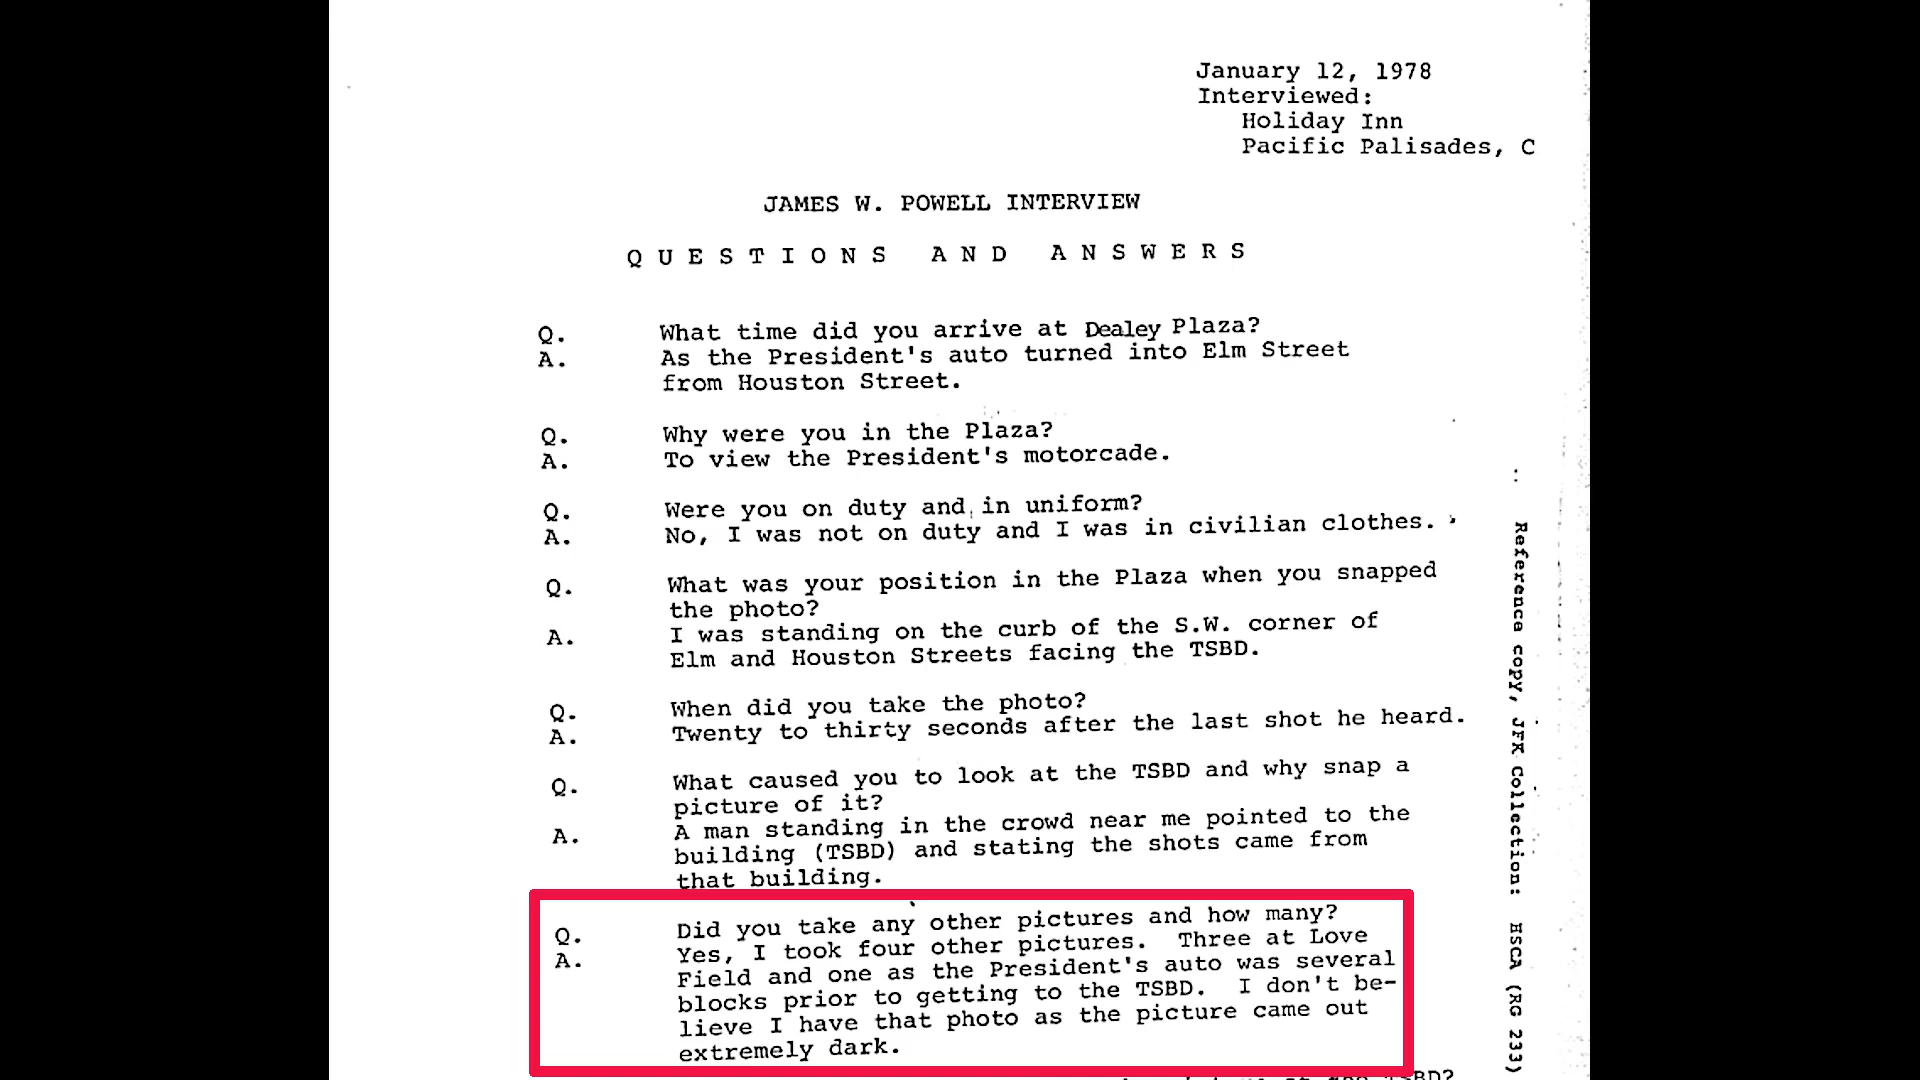 January 12, 1978
Interviewed:
Holiday Inn
Pacific Palisades, C
JAMES W. POWELL INTERVIEW
QUESTIONS AND ANSWERS
Q. What time did you arrive at Dealey Plaza?
A. As the President's auto turned into Elm Street
from Houston Street.
Q. Why were you in the Plaza?
A. To view the President's motorcade.
Q. Were you on duty and in uniform?
A. No, I was not on duty and I was in civilian clothes.
Q. What was your position in the Plaza when you snapped
the photo?
A. I was standing on the curb of the S.W. corner of
Elm and Houston Streets facing the TSBD.
Q. When did you take the photo?
A. Twenty to thirty seconds after the last shot he heard.
Q. What caused you to look at the TSBD and why snap a
picture of it?
A. A man standing in the crowd near me pointed to the
building (TSBD) and stating the shots came from
that building.
Q. Did you take any other pictures and how many?
A. Yes, I took four other pictures. Three at Love
Field and one as the President's auto was several
blocks prior to getting to the TSBD. I don't be-
lieve I have that photo as the picture came out
extremely dark.
TSBD?
Reference copy, JFK Collection: HSCA (RG 233)